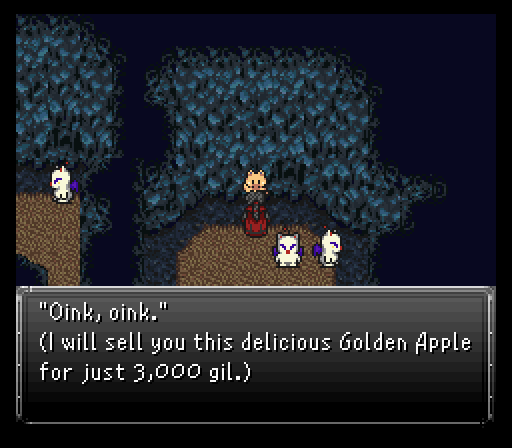 "Oink, oink."
(I will sell you this delicious Golden Apple
for just 3,000 gil.)